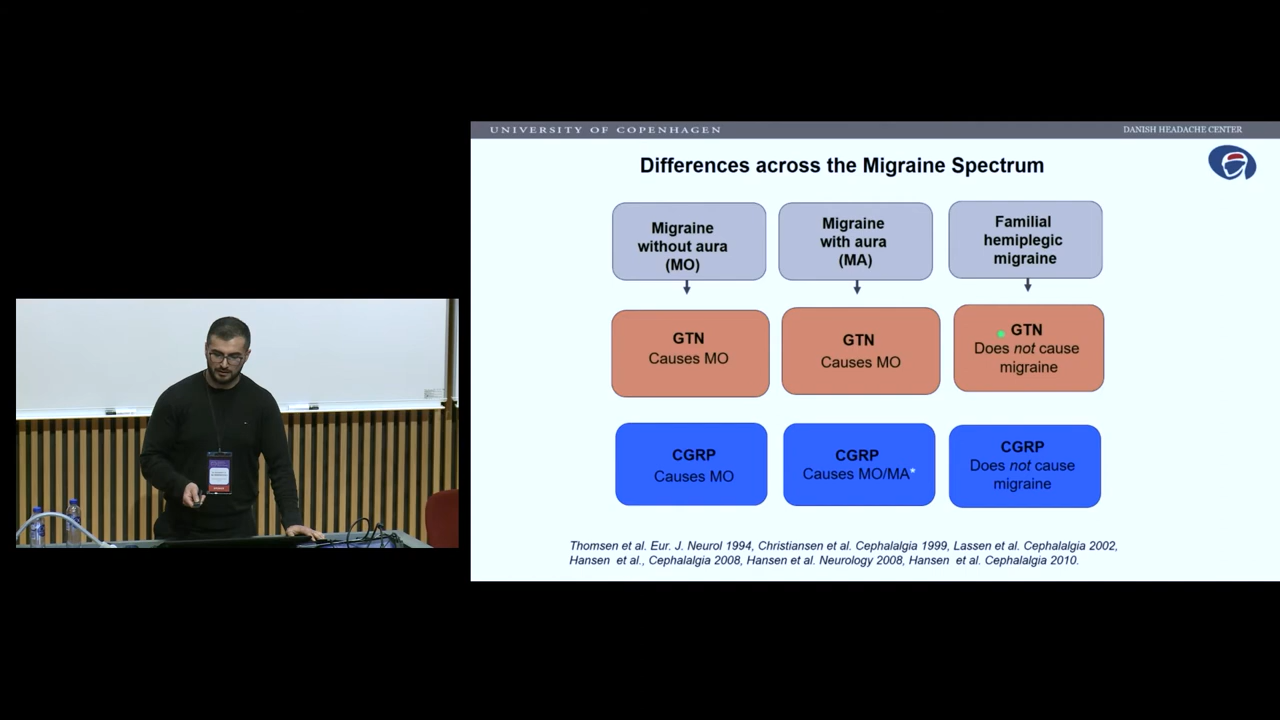 UNIVERSITY OF COPENHAGEN
DANISH HEADACHE CENTER
Differences across the Migraine Spectrum
Migraine
without aura
(MO)
Migraine
with aura
(MA)
Familial
hemiplegic
migraine
GTN
Causes MO
GTN
Causes MO
GTN
Does not cause
migraine
CGRP
Causes MO
CGRP
Causes MO/MA*
CGRP
Does not cause
migraine
Thomsen et al. Eur. J. Neurol 1994, Christiansen et al. Cephalalgia 1999, Lassen et al. Cephalalgia 2002,
Hansen et al., Cephalalgia 2008, Hansen et al. Neurology 2008, Hansen et al. Cephalalgia 2010.